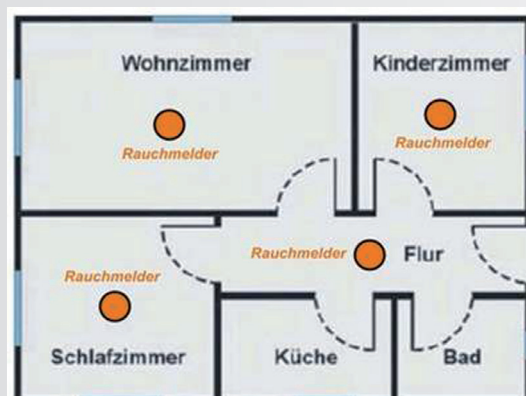 Wohnzimmer
Kinderzimmer
Rauchmelder
Rauchmelder
Rauchmelder
Flur
Rauchmelder
Schlafzimmer
Küche
Bad